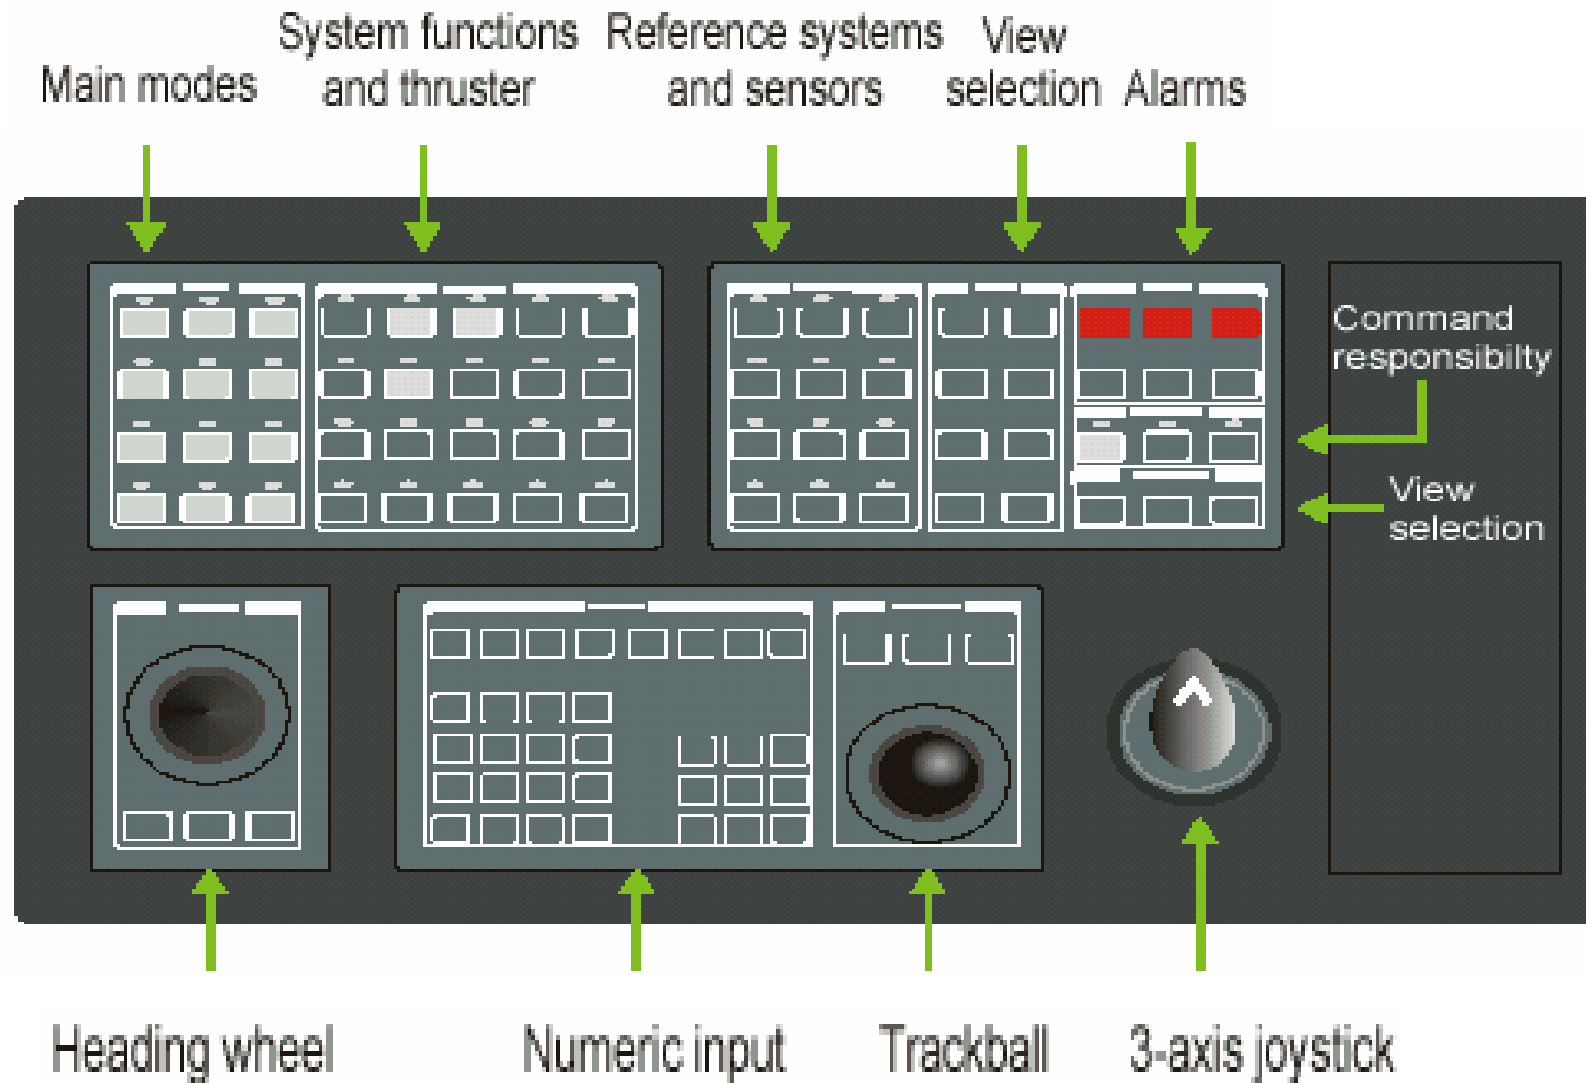 System functions
and thruster
Reference systems
and sensors
View
selection
Main modes
Alarms
Command
responsibilty
View
selection
Heading wheel
Numeric input
Trackball
3-axis joystick